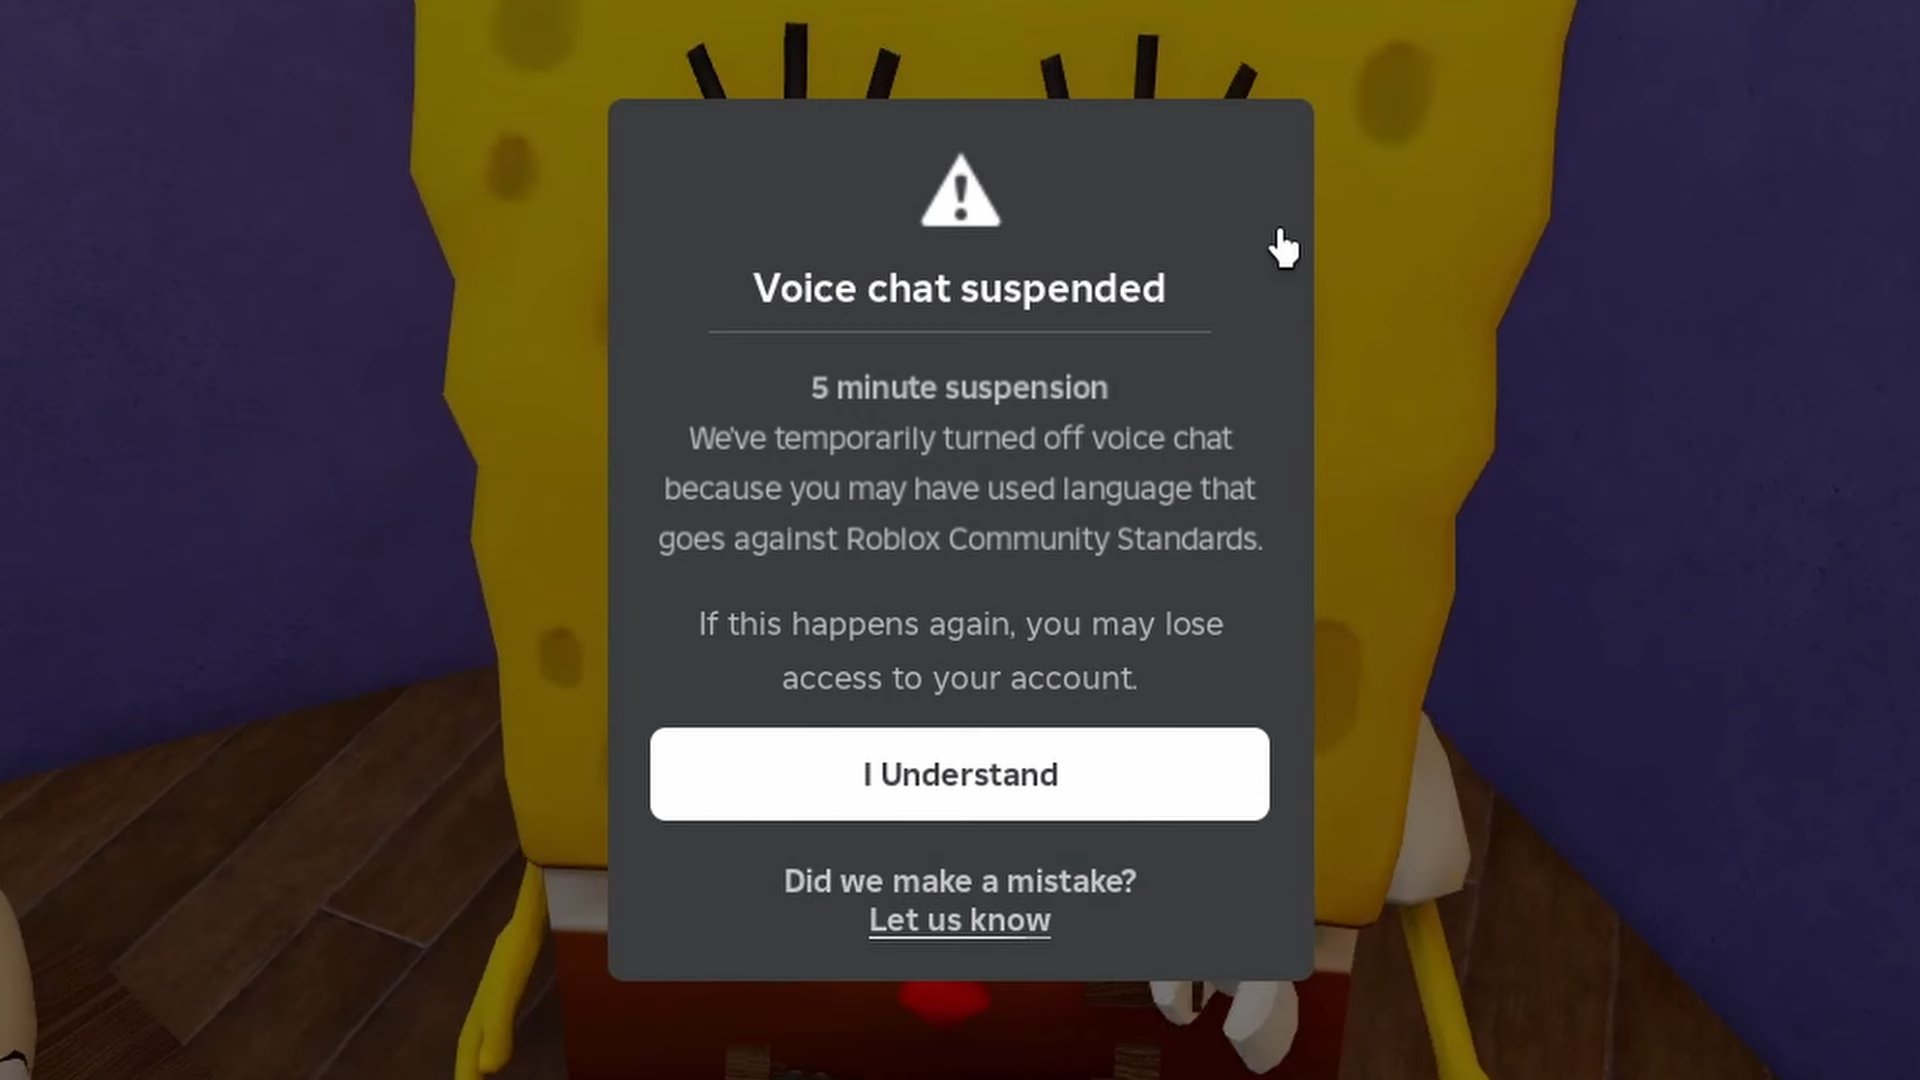 Voice chat suspended
5 minute suspension
We've temporarily turned off voice chat
because you may have used language that
goes against Roblox Community Standards.
If this happens again, you may lose
access to your account.
I Understand
Did we make a mistake?
Let us know